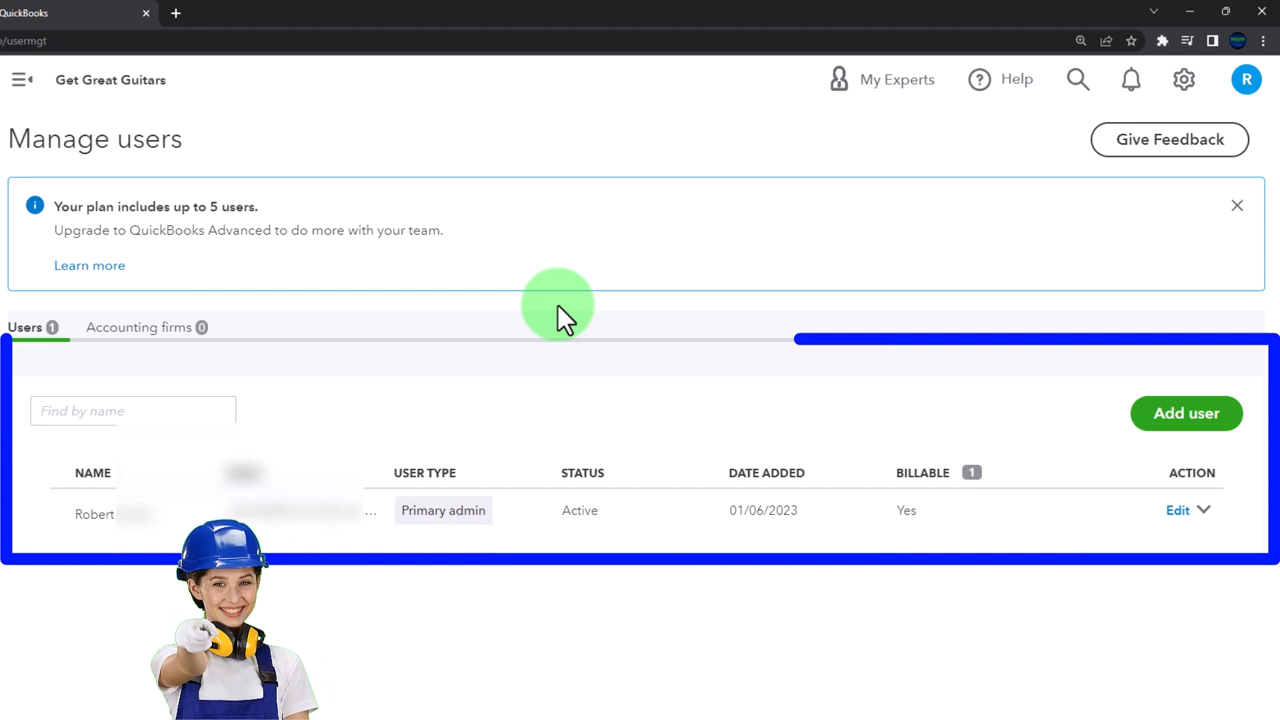 QuickBooks
/usermgt
Get Great Guitars
My Experts
Help
R
Manage users
Give Feedback
Your plan includes up to 5 users.
Upgrade to QuickBooks Advanced to do more with your team.
Learn more
Users 1 Accounting firms 0
Find by name
Add user
NAME USER TYPE STATUS DATE ADDED BILLABLE 1 ACTION
Robert ... Primary admin Active 01/06/2023 Yes Edit